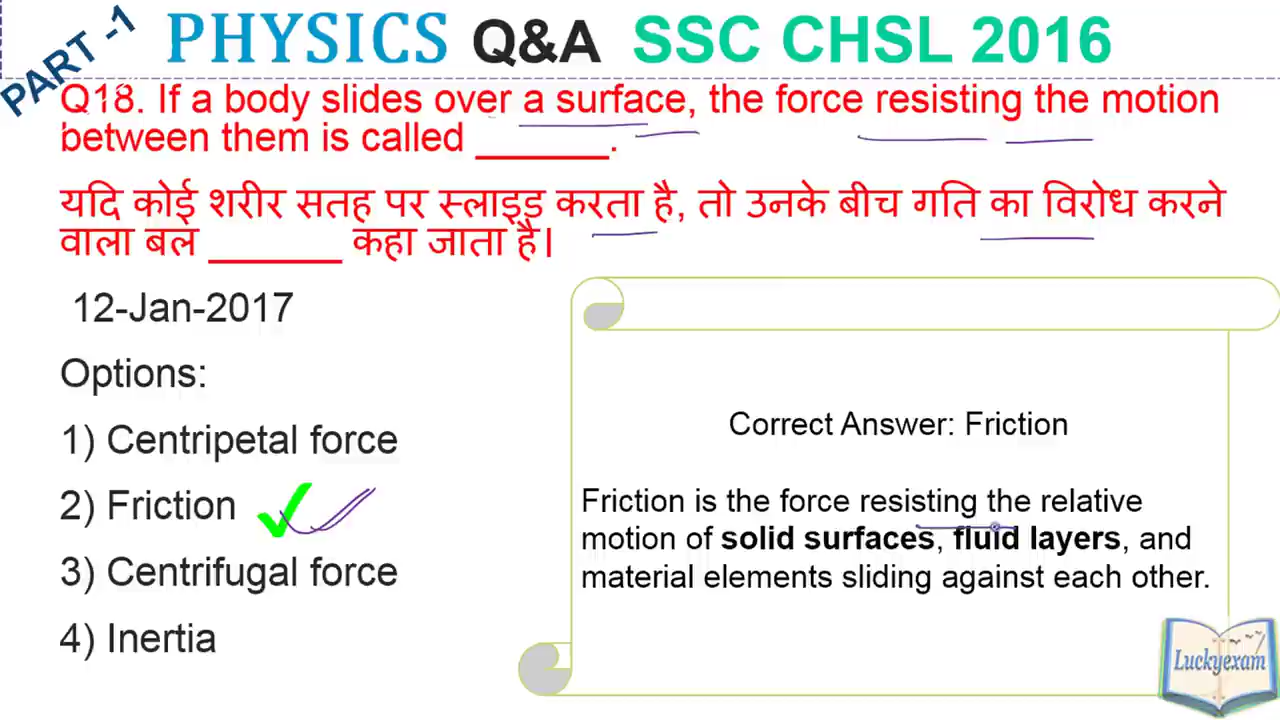 PART -1
PHYSICS Q&A SSC CHSL 2016
Q18. If a body slides over a surface, the force resisting the motion
between them is called ______.
यदि कोई शरीर सतह पर स्लाइड करता है, तो उनके बीच गति का विरोध करने
वाला बल ______ कहा जाता है।
12-Jan-2017
Options:
1) Centripetal force
2) Friction
3) Centrifugal force
4) Inertia
Correct Answer: Friction
Friction is the force resisting the relative
motion of solid surfaces, fluid layers, and
material elements sliding against each other.
Luckyexam